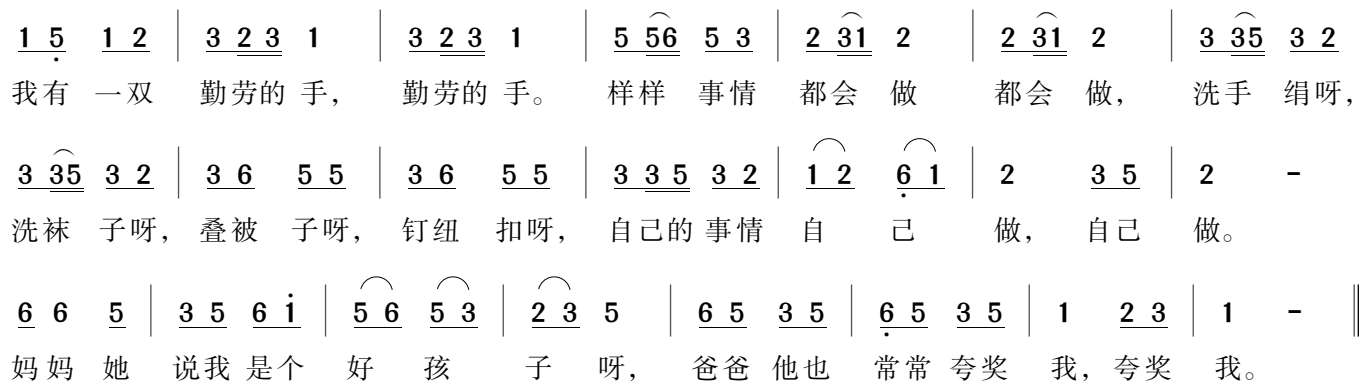 1 5 1 2 | 3 2 3 1 | 3 2 3 1 | 5 56 5 3 | 2 31 2 | 2 31 2 | 3 35 3 2
我有 一双 勤劳的 手, 勤劳的 手。 样样 事情 都会 做 都会 做, 洗手 绢呀,
3 35 3 2 | 3 6 5 5 | 3 6 5 5 | 3 3 5 3 2 | 1 2 6 1 | 2 3 5 | 2 -
洗袜 子呀, 叠被 子呀, 钉纽 扣呀, 自己的 事情 自 己 做, 自己 做。
6 6 5 | 3 5 6 i | 5 6 5 3 | 2 3 5 | 6 5 3 5 | 6 5 3 5 | 1 2 3 | 1 - ‖
妈妈 她 说我 是个 好 孩 子 呀, 爸爸 他也 常常 夸奖 我, 夸奖 我。